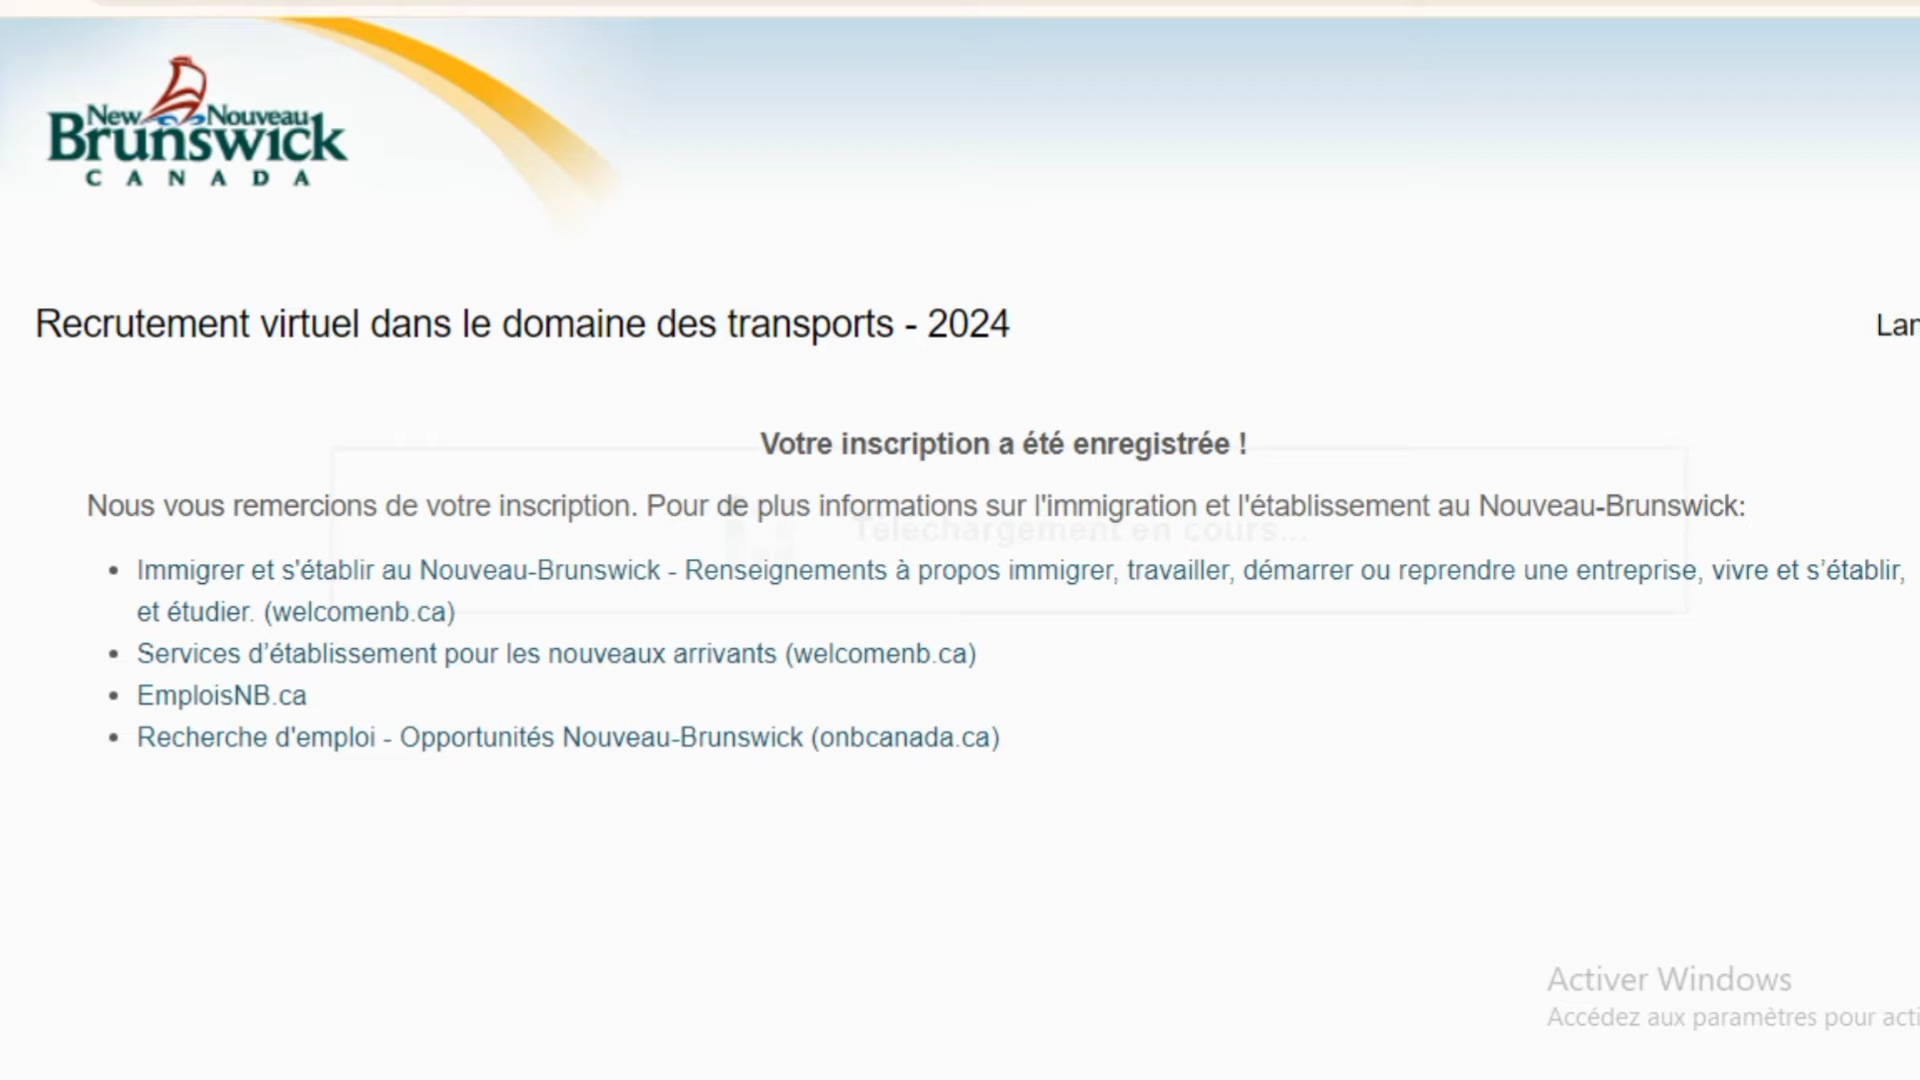 New Nouveau
Brunswick
CANADA
Recrutement virtuel dans le domaine des transports - 2024
Votre inscription a été enregistrée !
Nous vous remercions de votre inscription. Pour de plus informations sur l'immigration et l'établissement au Nouveau-Brunswick:
Téléchargement en cours...
• Immigrer et s'établir au Nouveau-Brunswick - Renseignements à propos immigrer, travailler, démarrer ou reprendre une entreprise, vivre et s’établir,
et étudier. (welcomenb.ca)
• Services d’établissement pour les nouveaux arrivants (welcomenb.ca)
• EmploisNB.ca
• Recherche d'emploi - Opportunités Nouveau-Brunswick (onbcanada.ca)
Activer Windows
Accédez aux paramètres pour